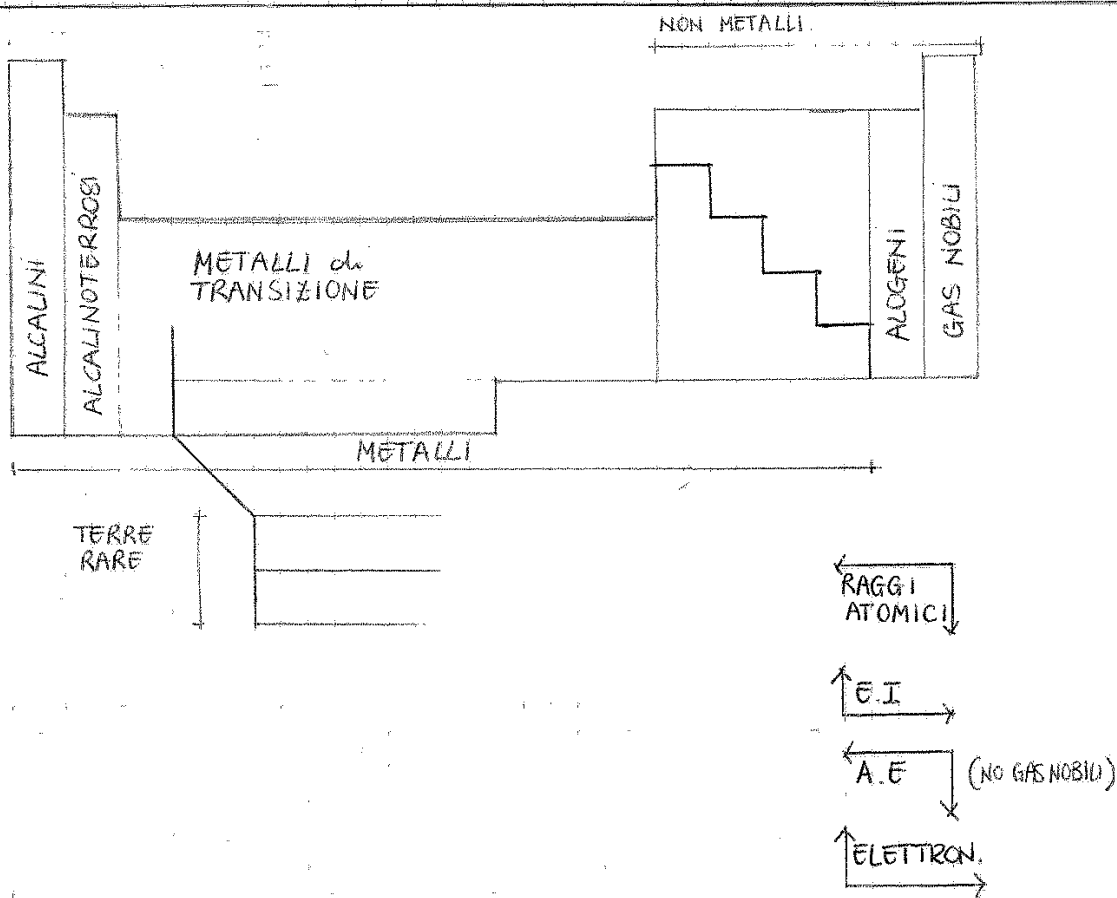 NON METALLI.
ALCALINI
ALCALINOTERROSI
METALLI di
TRANSIZIONE
ALOGENI
GAS NOBILI
METALLI
TERRE
RARE
RAGGI
ATOMICI
E.I
A.E (NO GAS NOBILI)
ELETTRON.